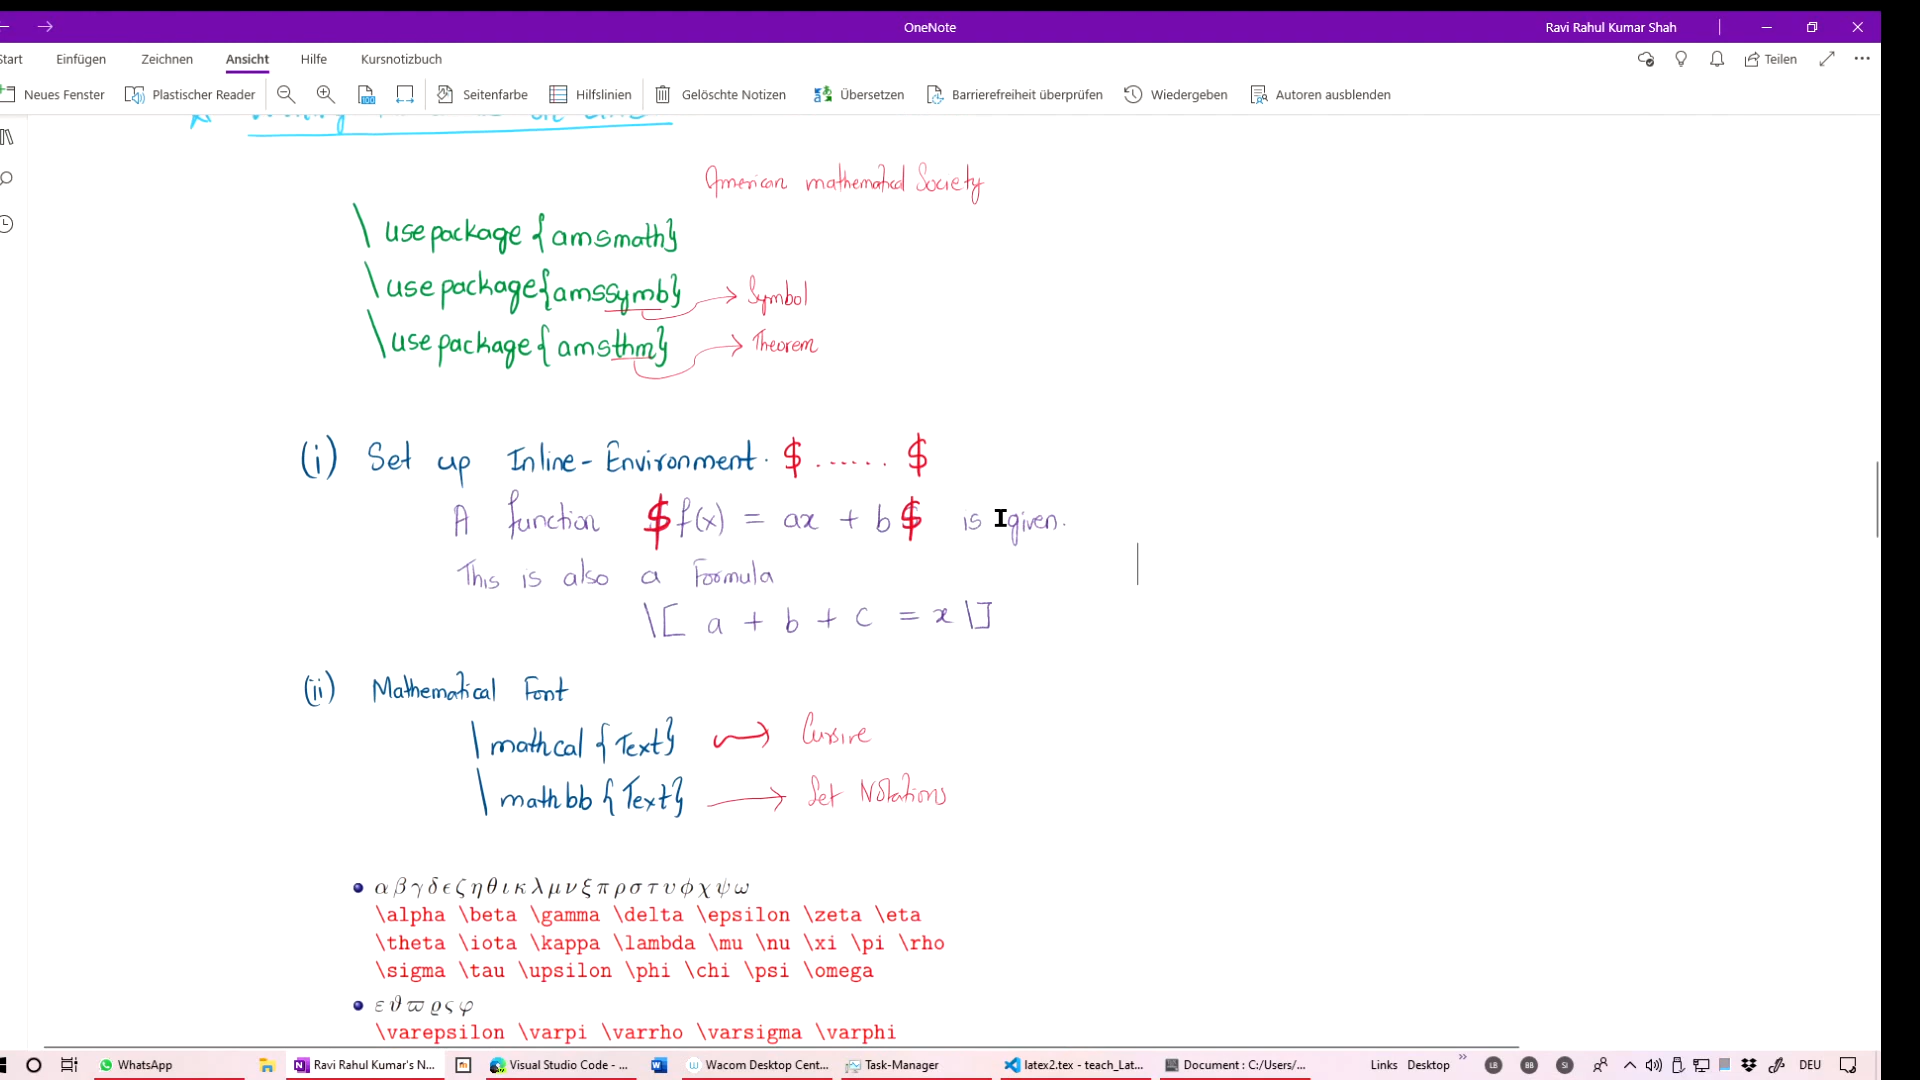 OneNote
Ravi Rahul Kumar Shah
Start Einfügen Zeichnen Ansicht Hilfe Kursnotizbuch
Teilen
Neues Fenster Plastischer Reader Seitenfarbe Hilfslinien Gelöschte Notizen Übersetzen Barrierefreiheit überprüfen Wiedergeben Autoren ausblenden
American mathematical Society
\usepackage{amsmath}
\usepackage{amssymb} → Symbol
\usepackage{amsthm} → Theorem
(i) Set up Inline-Environment. $ ...... $
A function $f(x) = ax + b$ is given.
This is also a Formula
\[ a + b + c = x \]
(ii) Mathematical Font
\mathcal{Text} → Cursive
\mathbb{Text} → Set Notations
α β γ δ ϵ ζ η θ ι κ λ μ ν ξ π ρ σ τ υ ϕ χ ψ ω
\alpha \beta \gamma \delta \epsilon \zeta \eta
\theta \iota \kappa \lambda \mu \nu \xi \pi \rho
\sigma \tau \upsilon \phi \chi \psi \omega
ε ϑ ϖ ϱ ς φ
\varepsilon \varpi \varrho \varsigma \varphi
WhatsApp Ravi Rahul Kumar's N... Visual Studio Code - ... Wacom Desktop Cent... Task-Manager latex2.tex - teach_Lat... Document : C:/Users/... Links Desktop » LB BB SI DEU